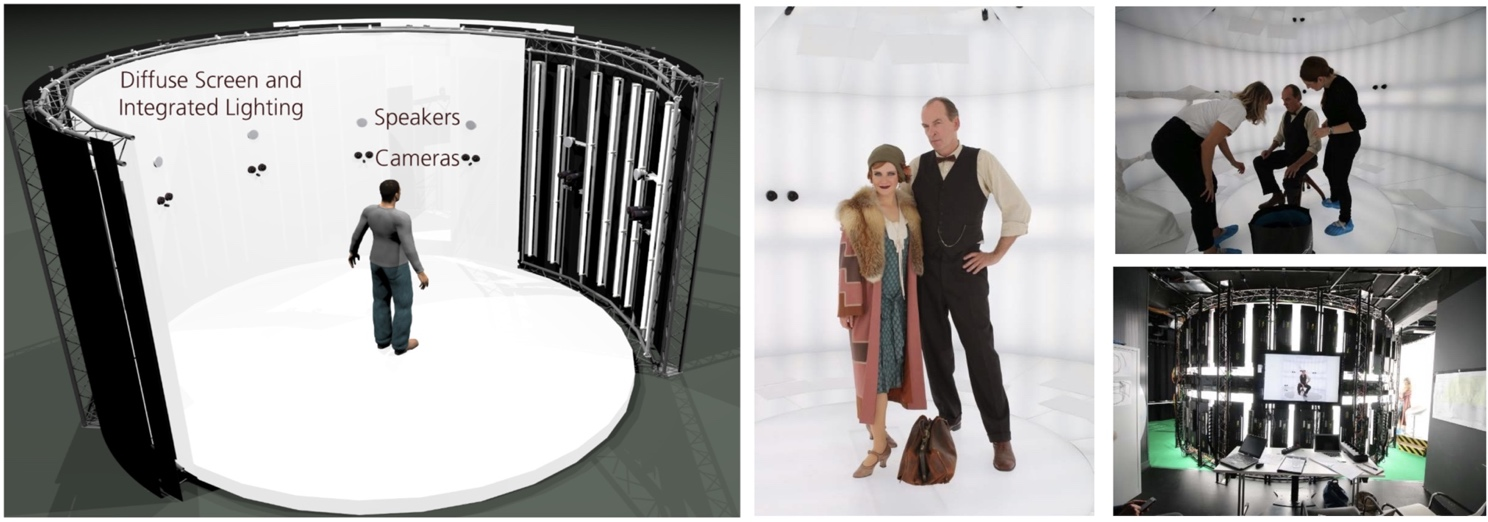 Diffuse Screen and
Integrated Lighting
Speakers
Cameras